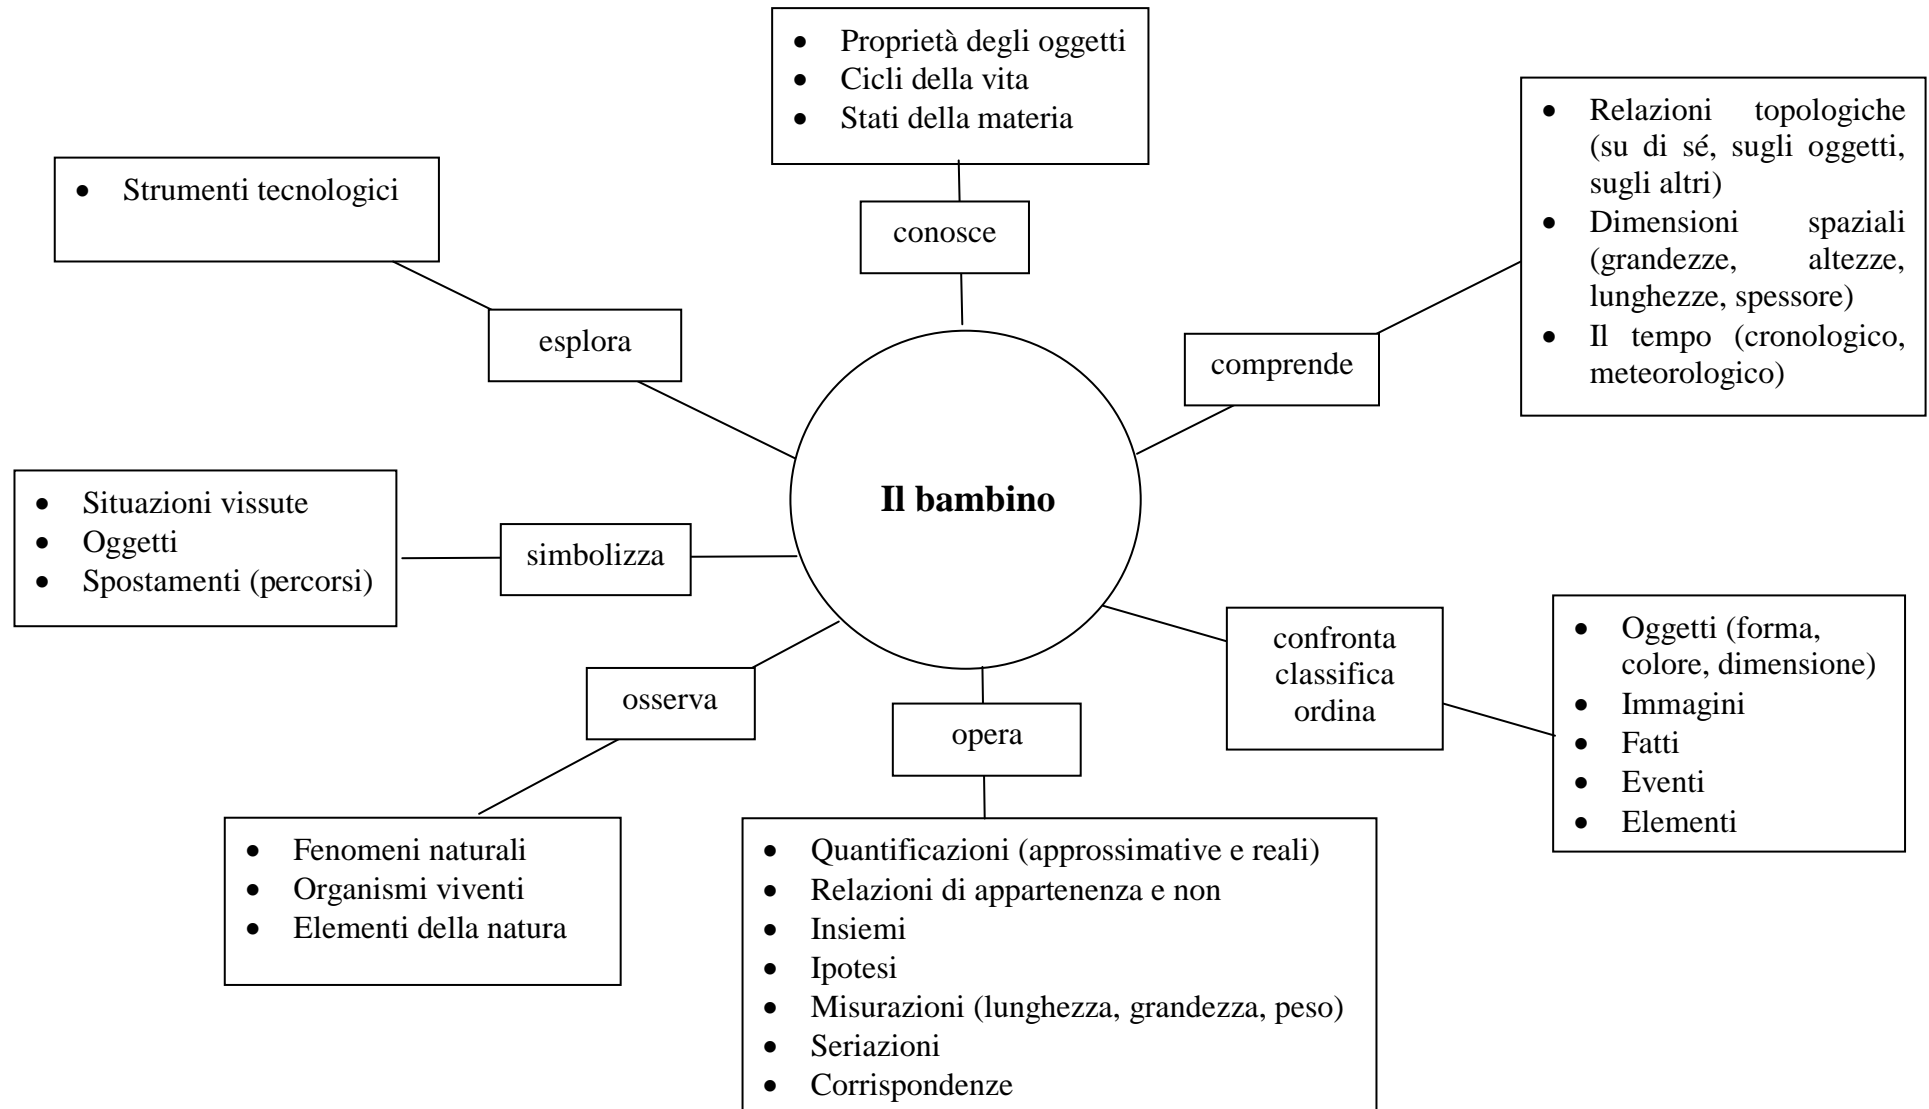 • Proprietà degli oggetti
• Cicli della vita
• Stati della materia
conosce
• Relazioni topologiche
(su di sé, sugli oggetti,
sugli altri)
• Dimensioni spaziali
(grandezze, altezze,
lunghezze, spessore)
• Il tempo (cronologico,
meteorologico)
comprende
• Strumenti tecnologici
esplora
Il bambino
• Situazioni vissute
• Oggetti
• Spostamenti (percorsi)
simbolizza
confronta
classifica
ordina
• Oggetti (forma,
colore, dimensione)
• Immagini
• Fatti
• Eventi
• Elementi
osserva
• Fenomeni naturali
• Organismi viventi
• Elementi della natura
opera
• Quantificazioni (approssimative e reali)
• Relazioni di appartenenza e non
• Insiemi
• Ipotesi
• Misurazioni (lunghezza, grandezza, peso)
• Seriazioni
• Corrispondenze